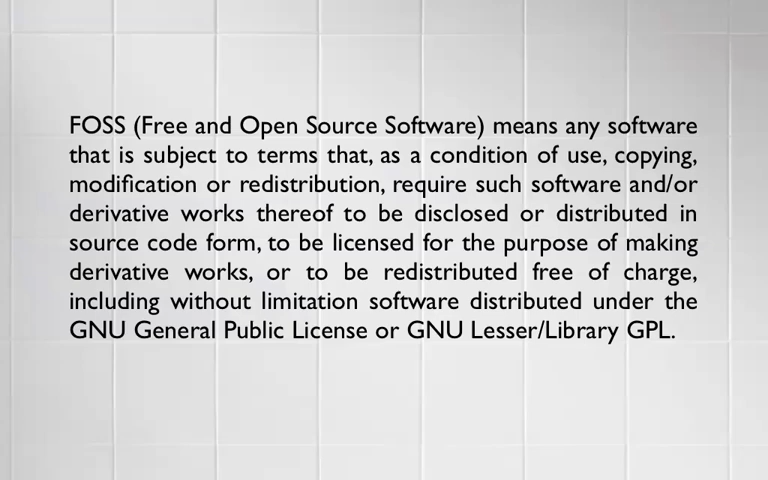 FOSS (Free and Open Source Software) means any software
that is subject to terms that, as a condition of use, copying,
modification or redistribution, require such software and/or
derivative works thereof to be disclosed or distributed in
source code form, to be licensed for the purpose of making
derivative works, or to be redistributed free of charge,
including without limitation software distributed under the
GNU General Public License or GNU Lesser/Library GPL.